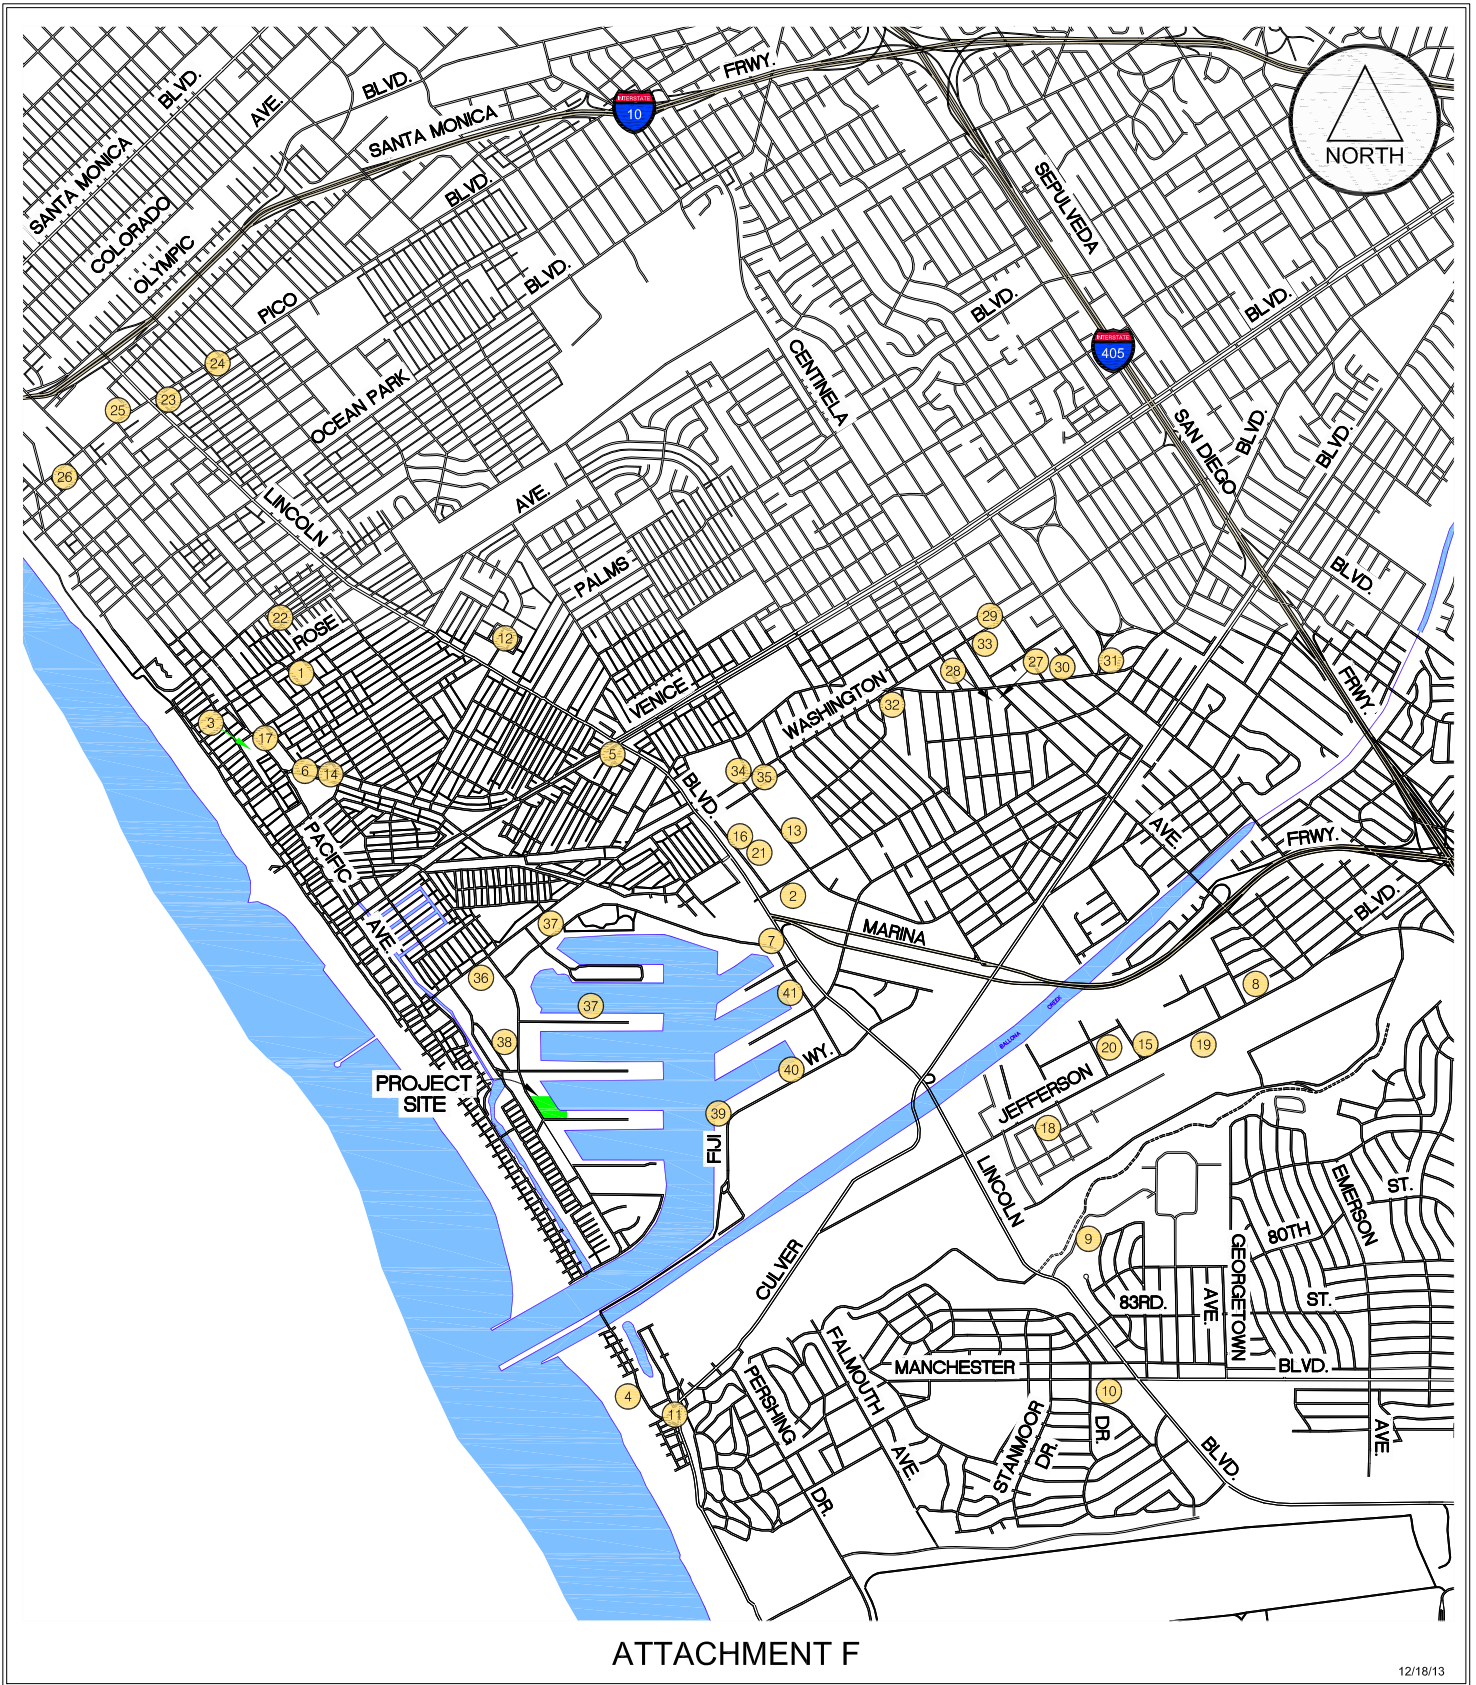 BLVD.
FRWY.
BLVD.
AVE.
INTERSTATE
10
SANTA MONICA
SANTA MONICA
NORTH
BLVD.
SEPULVEDA
COLORADO
OLYMPIC
BLVD.
PICO
BLVD.
BLVD.
INTERSTATE
405
24
CENTINELA
23
25
OCEAN PARK
SAN DIEGO
BLVD.
BLVD.
26
AVE.
LINCOLN
PALMS
BLVD.
22
ROSE
12
29
33
1
28
27
30
31
VENICE
WASHINGTON
32
FRWY.
3
17
5
6
14
34
35
BLVD.
PACIFIC
16
21
13
AVE
FRWY.
2
BLVD.
AVE.
37
7
MARINA
36
41
8
37
BALLONA
CREEK
38
WY.
20
15
19
40
PROJECT
SITE
JEFFERSON
39
18
FIJI
LINCOLN
EMERSON
ST.
9
80TH
CULVER
GEORGETOWN
83RD.
AVE.
ST.
FALMOUTH
MANCHESTER
BLVD.
PERSHING
4
10
11
STANMOOR
DR.
DR.
AVE.
AVE.
BLVD.
DR.
ATTACHMENT F
12/18/13